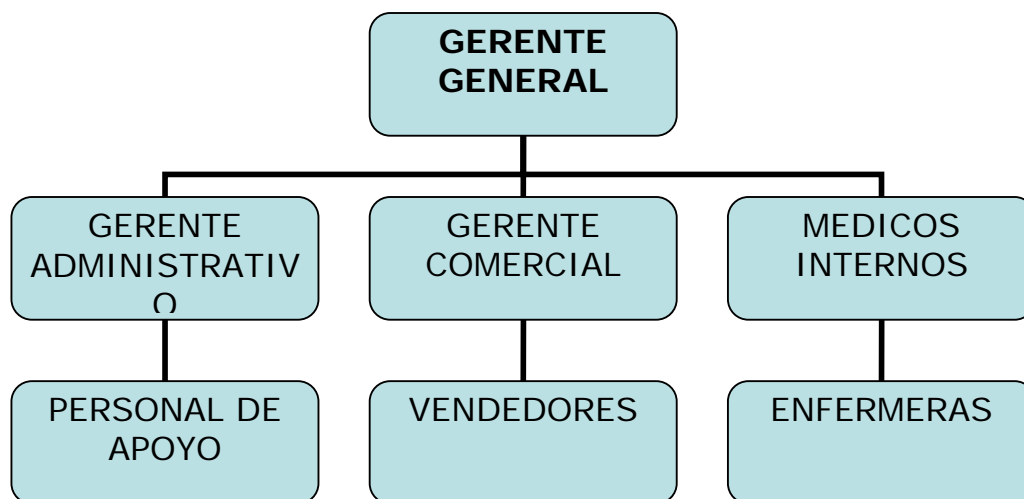 GERENTE
GENERAL
GERENTE
ADMINISTRATIV
O
GERENTE
COMERCIAL
MEDICOS
INTERNOS
PERSONAL DE
APOYO
VENDEDORES
ENFERMERAS